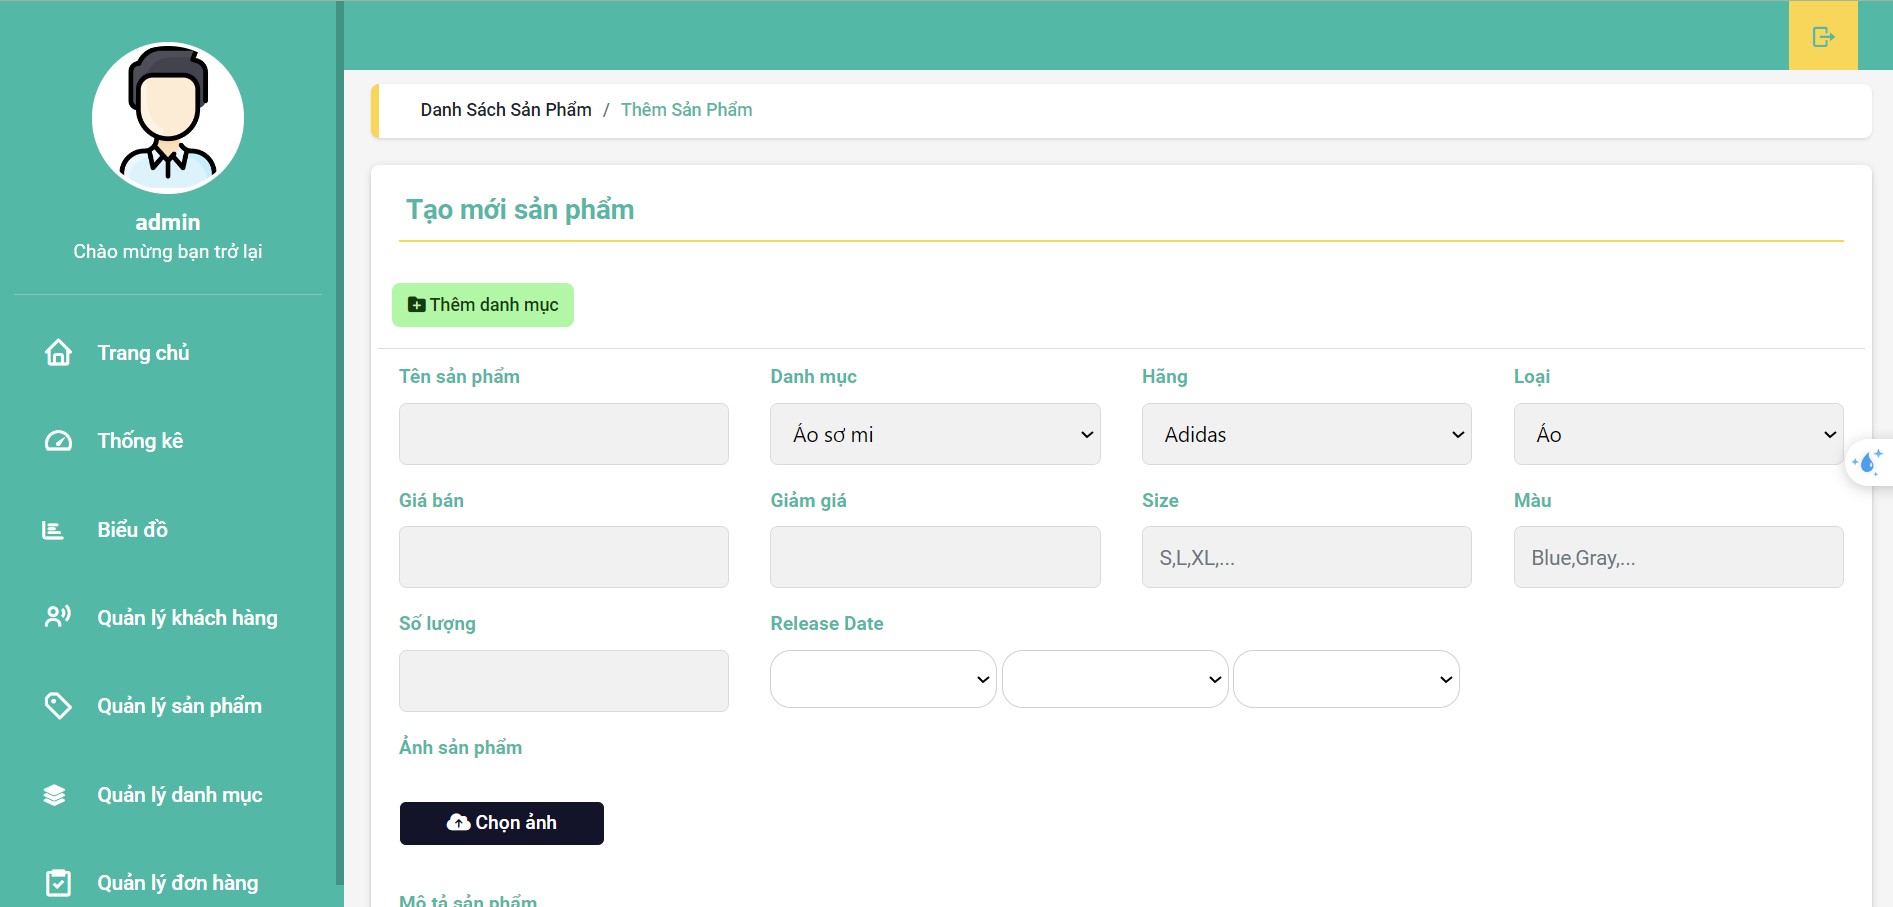 admin
Chào mừng bạn trở lại
Trang chủ
Thống kê
Biểu đồ
Quản lý khách hàng
Quản lý sản phẩm
Quản lý danh mục
Quản lý đơn hàng
Danh Sách Sản Phẩm / Thêm Sản Phẩm
Tạo mới sản phẩm
Thêm danh mục
Tên sản phẩm Danh mục Hãng Loại
Áo sơ mi Adidas Áo
Giá bán Giảm giá Size Màu
S,L,XL,... Blue,Gray,...
Số lượng Release Date
Ảnh sản phẩm
Chọn ảnh
Mô tả sản phẩm